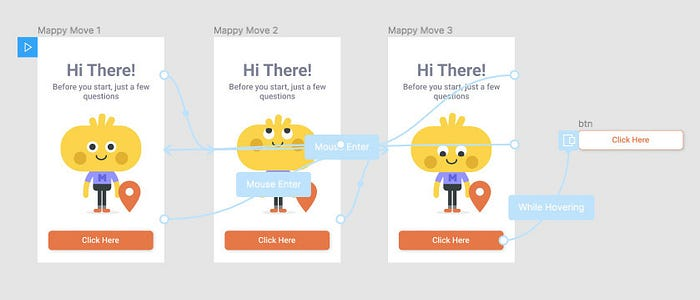 Mappy Move 1
Mappy Move 2
Mappy Move 3
Hi There!
Before you start, just a few
questions
M
Click Here
Hi There!
Before you start, just a few
questions
Mouse Enter
Mouse Enter
M
Click Here
Hi There!
Before you start, just a few
questions
M
Click Here
While Hovering
btn
Click Here